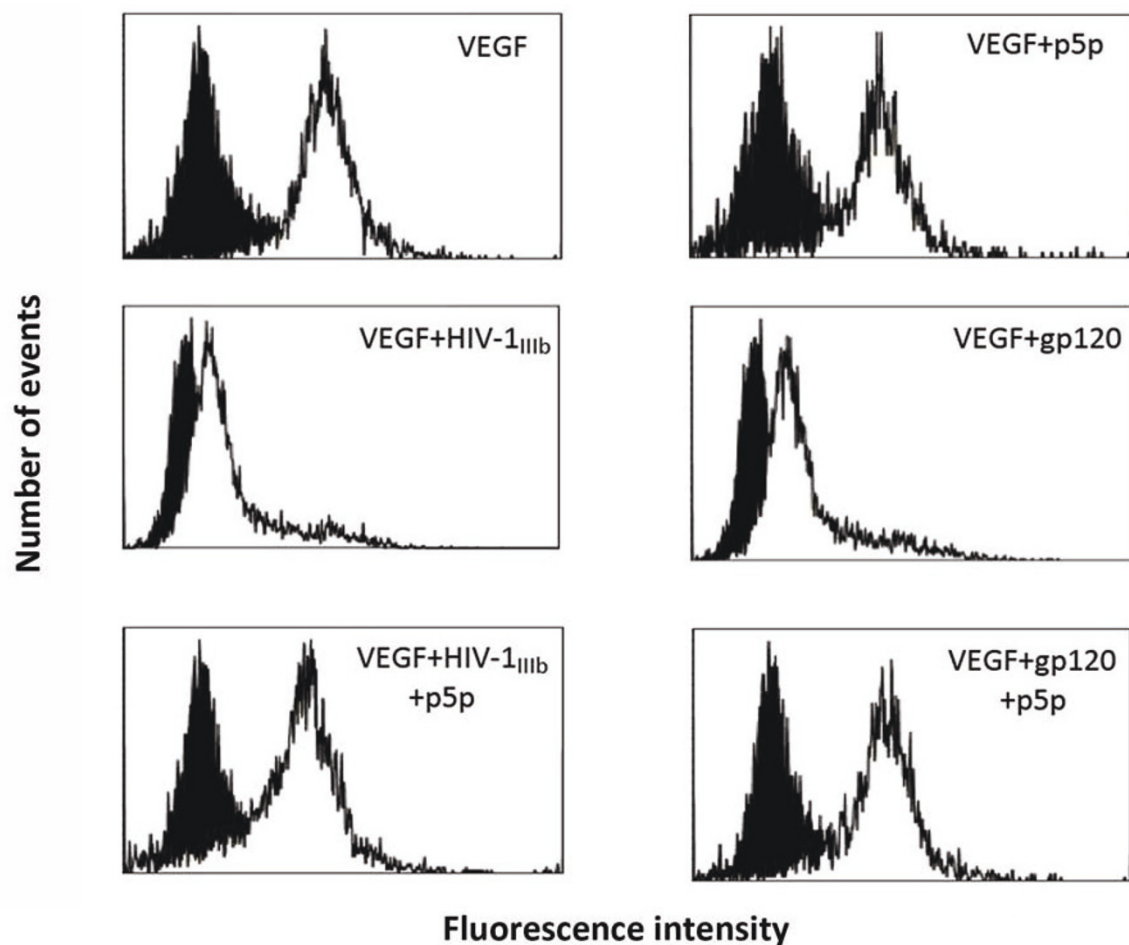 VEGF
VEGF+p5p
VEGF+HIV-1IIIb
VEGF+gp120
VEGF+HIV-1IIIb
+p5p
VEGF+gp120
+p5p
Number of events
Fluorescence intensity